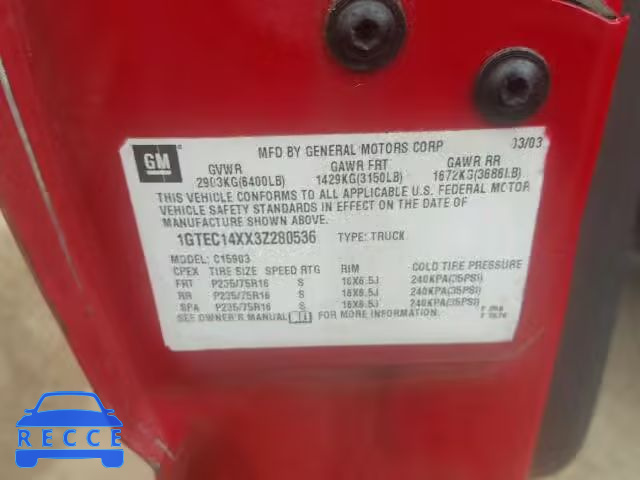 GM
MFD BY GENERAL MOTORS CORP 03/03
GVWR GAWR FRT GAWR RR
2903KG(6400LB) 1429KG(3150LB) 1672KG(3686LB)
THIS VEHICLE CONFORMS TO ALL APPLICABLE U.S. FEDERAL MOTOR
VEHICLE SAFETY STANDARDS IN EFFECT ON THE DATE OF
MANUFACTURE SHOWN ABOVE.
1GTEC14XX3Z280536 TYPE: TRUCK
MODEL: C15903
CPEX TIRE SIZE SPEED RTG RIM COLD TIRE PRESSURE
FRT P235/75R16 S 16X6.5J 240KPA(35PSI)
RR P235/75R16 S 16X6.5J 240KPA(35PSI)
SPA P235/75R16 S 16X6.5J 240KPA(35PSI)
SEE OWNER'S MANUAL FOR MORE INFORMATION.
RECCE